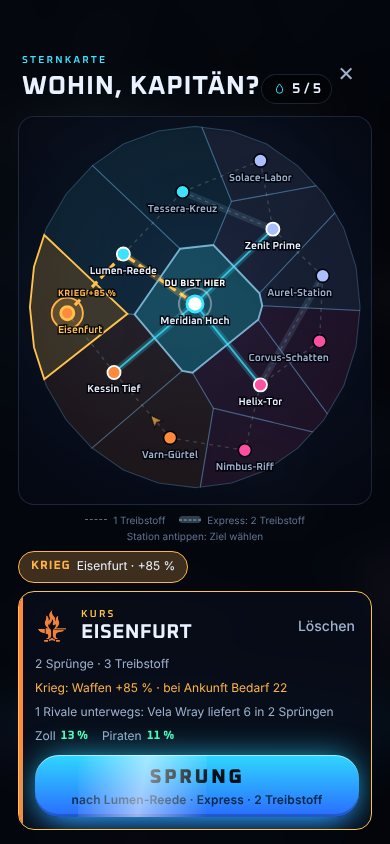 STERNKARTE
WOHIN, KAPITÄN?
5 / 5
Solace-Labor
Tessera-Kreuz
Zenit Prime
Lumen-Reede
DU BIST HIER
KRIEG +85 %
Aurel-Station
Meridian Hoch
Eisenfurt
Corvus-Schatten
Kessin Tief
Helix-Tor
Varn-Gürtel
Nimbus-Riff
1 Treibstoff Express: 2 Treibstoff
Station antippen: Ziel wählen
KRIEG Eisenfurt · +85 %
KURS
EISENFURT
Löschen
2 Sprünge · 3 Treibstoff
Krieg: Waffen +85 % · bei Ankunft Bedarf 22
1 Rivale unterwegs: Vela Wray liefert 6 in 2 Sprüngen
Zoll 13 % Piraten 11 %
SPRUNG
nach Lumen-Reede · Express · 2 Treibstoff